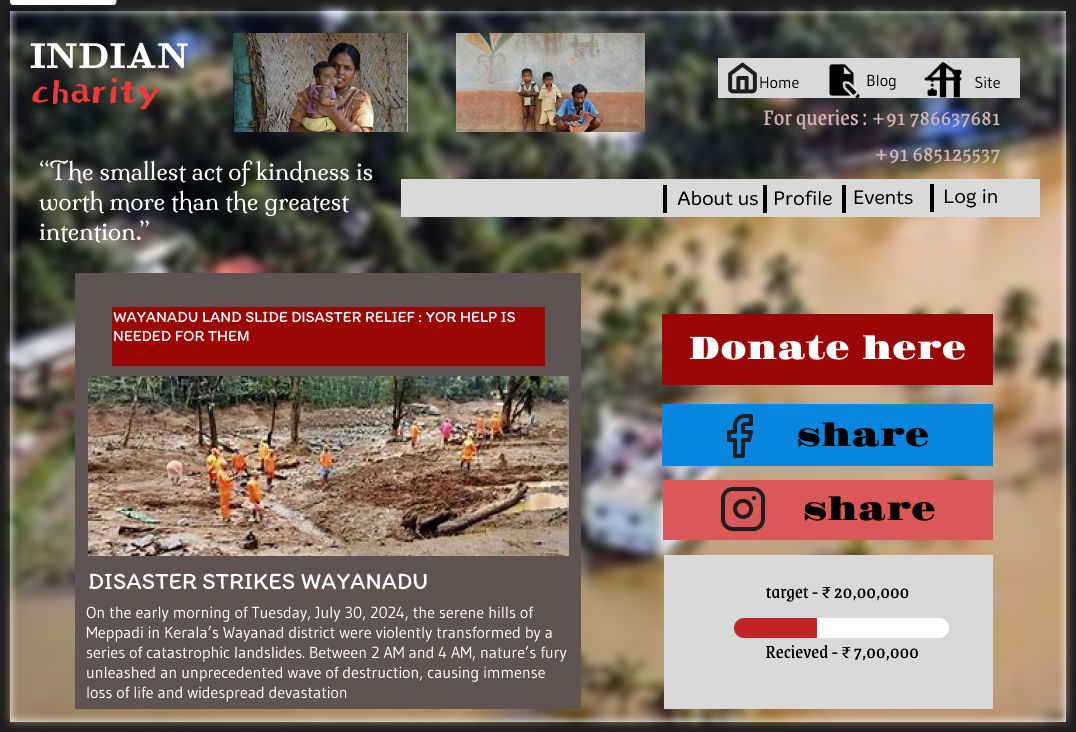 INDIAN
charity
Home
Blog
Site
For queries : +91 786637681
+91 685125537
“The smallest act of kindness is
worth more than the greatest
intention.”
About us
Profile
Events
Log in
WAYANADU LAND SLIDE DISASTER RELIEF : YOR HELP IS
NEEDED FOR THEM
DISASTER STRIKES WAYANADU
On the early morning of Tuesday, July 30, 2024, the serene hills of
Meppadi in Kerala’s Wayanad district were violently transformed by a
series of catastrophic landslides. Between 2 AM and 4 AM, nature’s fury
unleashed an unprecedented wave of destruction, causing immense
loss of life and widespread devastation
Donate here
share
share
target - ₹ 20,00,000
Recieved - ₹ 7,00,000